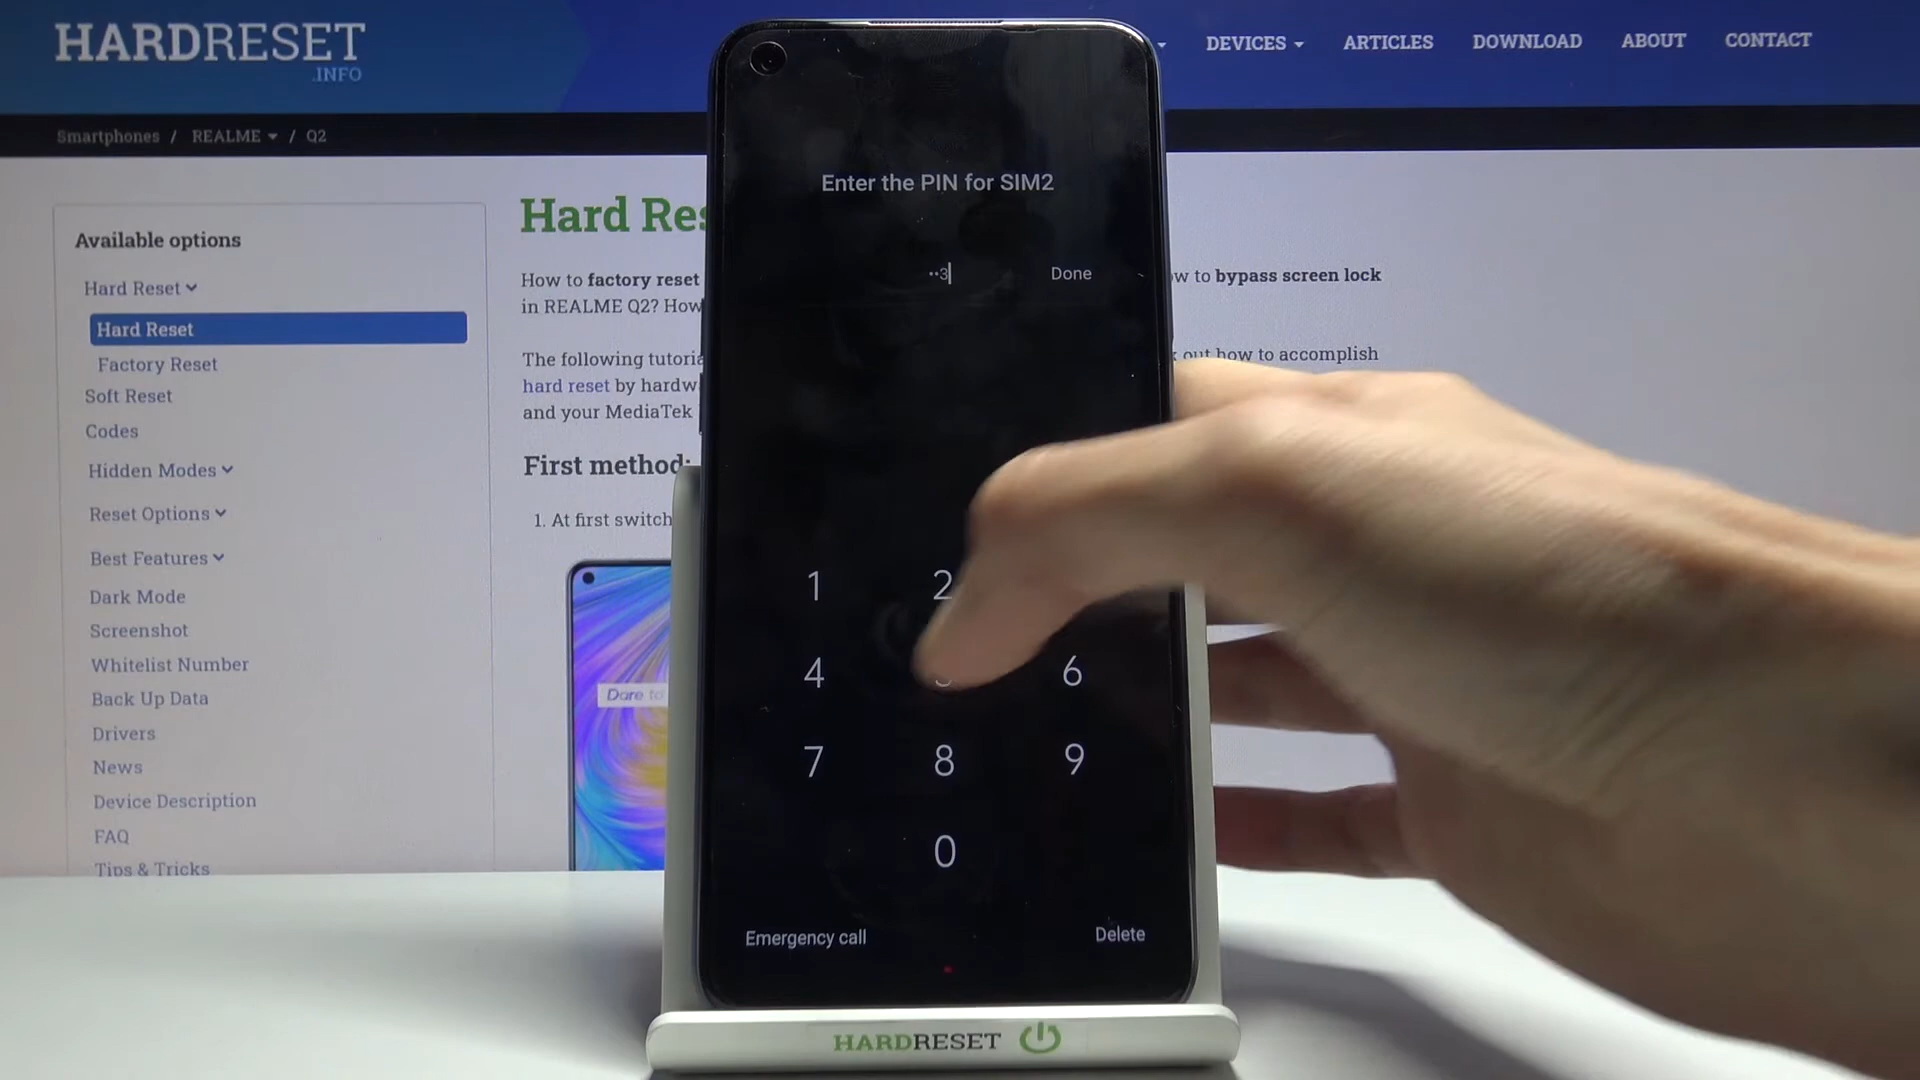 HARDRESET
.INFO
DEVICES
ARTICLES
DOWNLOAD
ABOUT
CONTACT
Smartphones / REALME / Q2
Available options
Hard Reset
Hard Reset
Factory Reset
Soft Reset
Codes
Hidden Modes
Reset Options
Best Features
Dark Mode
Screenshot
Whitelist Number
Back Up Data
Drivers
News
Device Description
FAQ
Tips & Tricks
Hard Res
How to factory reset
in REALME Q2? How
to bypass screen lock
The following tutoria
out how to accomplish
hard reset by hardw
and your MediaTek
First method:
1. At first switch
Dare to
Enter the PIN for SIM2
••3
Done
1 2
4 6
7 8 9
0
Emergency call
Delete
HARDRESET